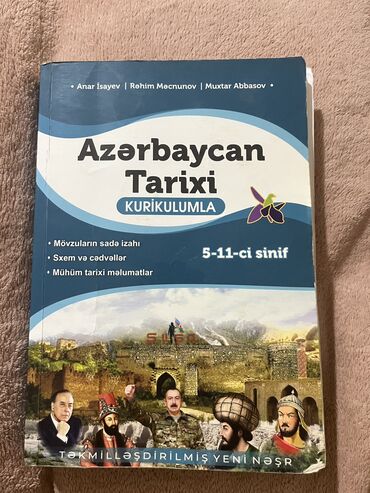 • Anar İsayev | Rəhim Məcnunov | Muxtar Abbasov •
Azərbaycan
Tarixi
KURİKULUMLA
• Mövzuların sadə izahı
• Sxem və cədvəllər
• Mühüm tarixi məlumatlar
5-11-ci sinif
ŞUŞA
TƏKMİLLƏŞDİRİLMİŞ YENİ NƏŞR